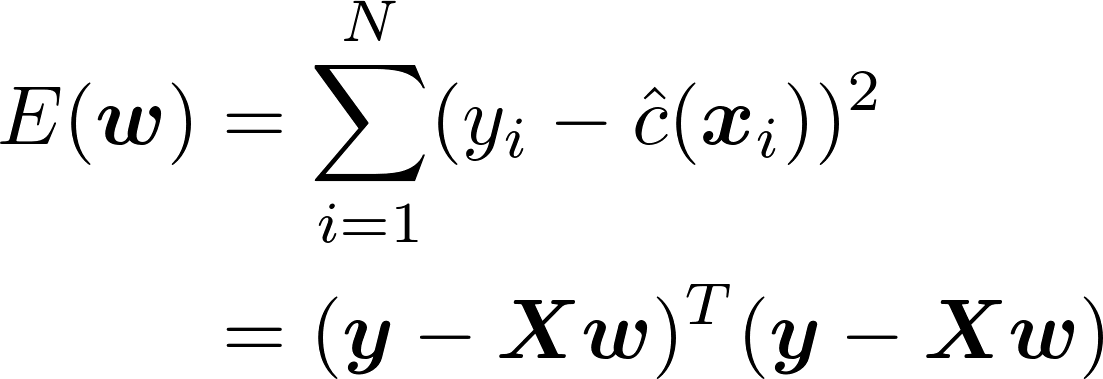 E(𝒘) = ∑_{i=1}^{N} (y_i − ĉ(𝒙_i))^2
= (𝒚 − 𝑿𝒘)^T (𝒚 − 𝑿𝒘)